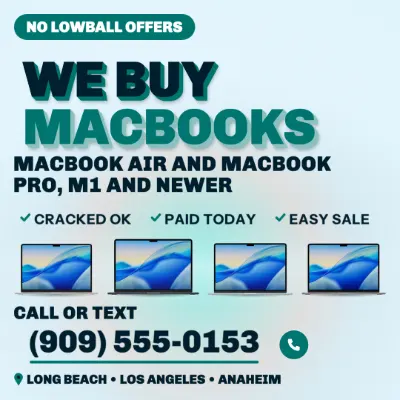 NO LOWBALL OFFERS
WE BUY
MACBOOKS
MACBOOK AIR AND MACBOOK
PRO, M1 AND NEWER
CRACKED OK PAID TODAY EASY SALE
CALL OR TEXT
(909) 555-0153
LONG BEACH • LOS ANGELES • ANAHEIM